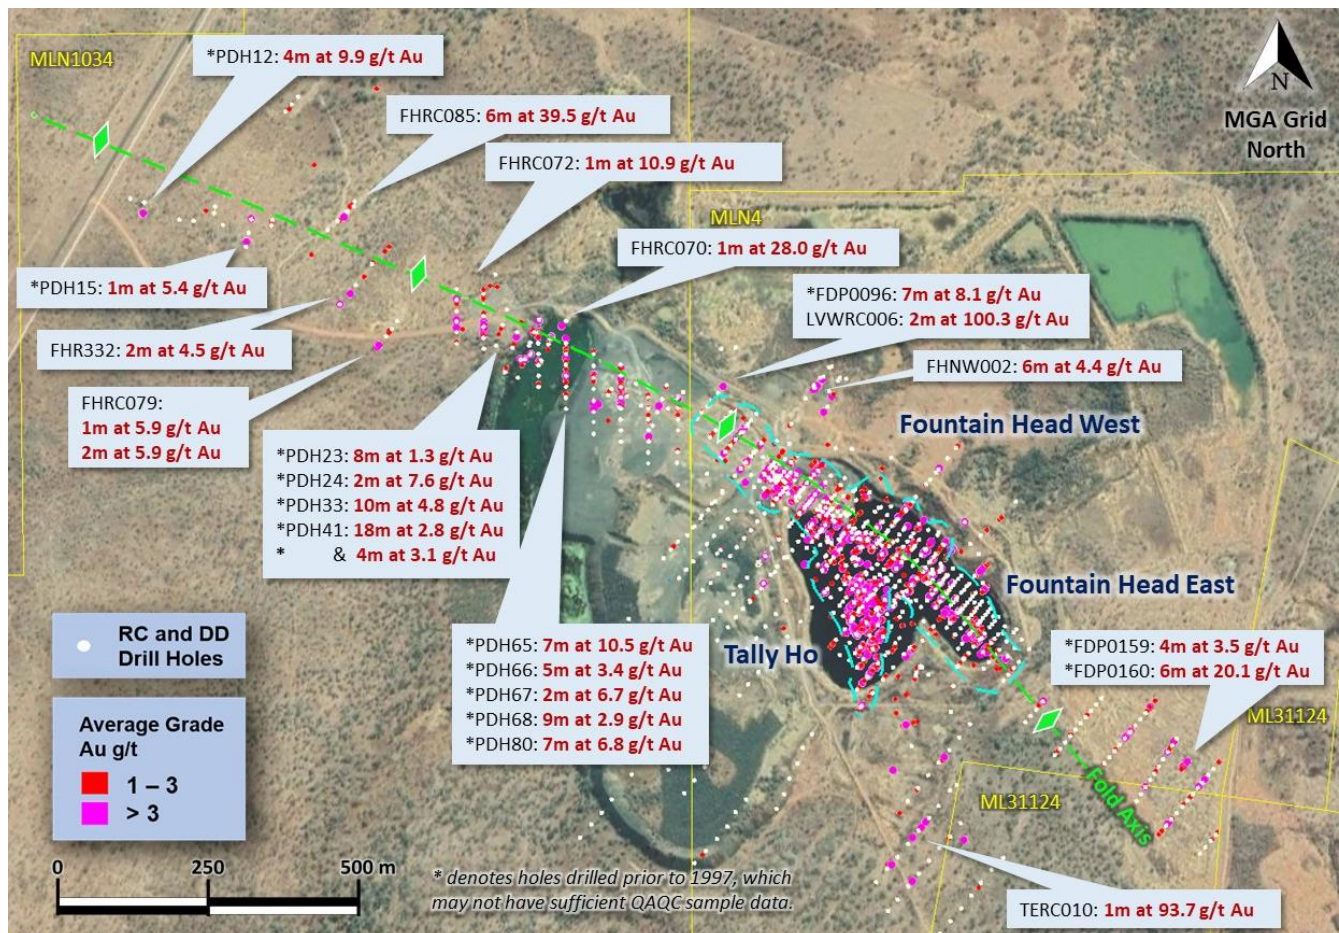 MLN1034
*PDH12: 4m at 9.9 g/t Au
FHRC085: 6m at 39.5 g/t Au
FHRC072: 1m at 10.9 g/t Au
N
MGA Grid
North
MLN4
FHRC070: 1m at 28.0 g/t Au
*PDH15: 1m at 5.4 g/t Au
*FDP0096: 7m at 8.1 g/t Au
LVWRC006: 2m at 100.3 g/t Au
FHR332: 2m at 4.5 g/t Au
FHNW002: 6m at 4.4 g/t Au
FHRC079:
1m at 5.9 g/t Au
2m at 5.9 g/t Au
Fountain Head West
*PDH23: 8m at 1.3 g/t Au
*PDH24: 2m at 7.6 g/t Au
*PDH33: 10m at 4.8 g/t Au
*PDH41: 18m at 2.8 g/t Au
* & 4m at 3.1 g/t Au
Fountain Head East
RC and DD
Drill Holes
Tally Ho
*PDH65: 7m at 10.5 g/t Au
*PDH66: 5m at 3.4 g/t Au
*PDH67: 2m at 6.7 g/t Au
*PDH68: 9m at 2.9 g/t Au
*PDH80: 7m at 6.8 g/t Au
*FDP0159: 4m at 3.5 g/t Au
*FDP0160: 6m at 20.1 g/t Au
ML31124
Average Grade
Au g/t
1 – 3
> 3
ML31124
Fold Axis
0 250 500 m
* denotes holes drilled prior to 1997, which
may not have sufficient QAQC sample data.
TERC010: 1m at 93.7 g/t Au